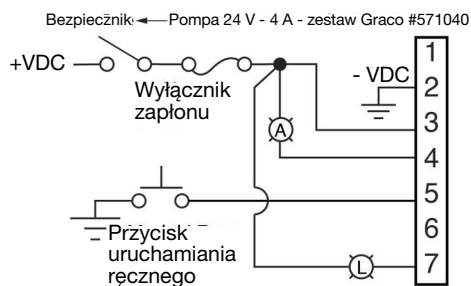 Bezpiecznik Pompa 24 V - 4 A - zestaw Graco #571040
+VDC
Wyłącznik
zapłonu
- VDC
A
1
2
3
4
5
6
7
Przycisk
uruchamiania
ręcznego
L